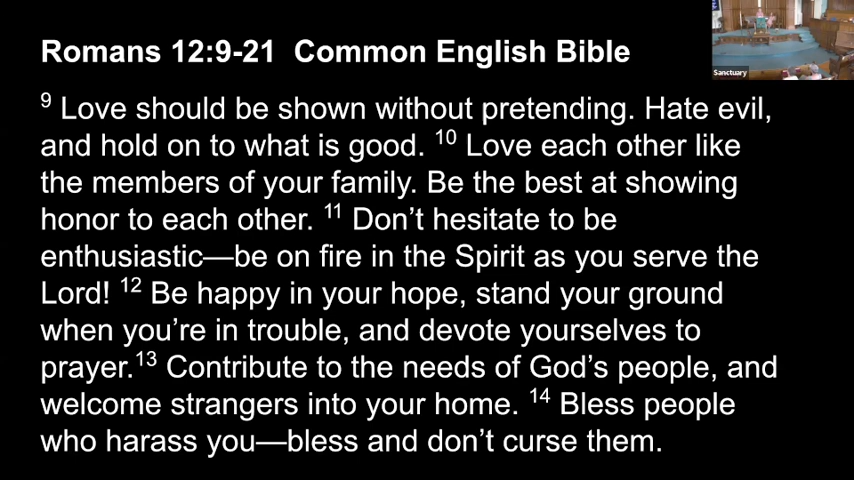 Romans 12:9-21 Common English Bible
Sanctuary
9 Love should be shown without pretending. Hate evil,
and hold on to what is good. 10 Love each other like
the members of your family. Be the best at showing
honor to each other. 11 Don’t hesitate to be
enthusiastic—be on fire in the Spirit as you serve the
Lord! 12 Be happy in your hope, stand your ground
when you’re in trouble, and devote yourselves to
prayer.13 Contribute to the needs of God’s people, and
welcome strangers into your home. 14 Bless people
who harass you—bless and don’t curse them.